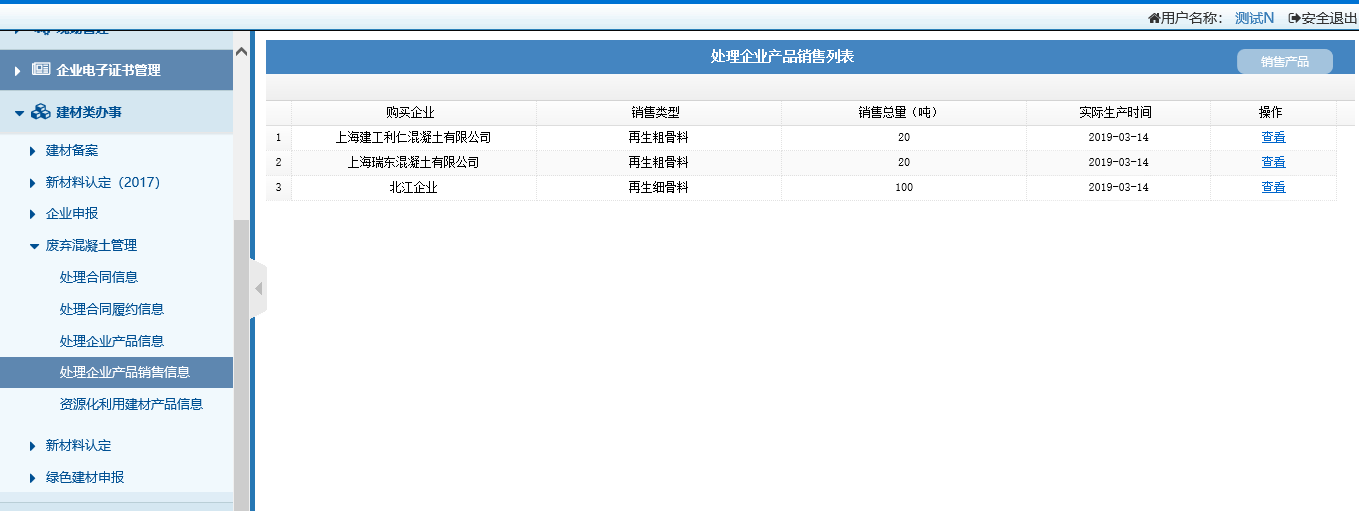 用户名称： 测试N 安全退出
企业电子证书管理
建材类办事
建材备案
新材料认定（2017）
企业申报
废弃混凝土管理
处理合同信息
处理合同履约信息
处理企业产品信息
处理企业产品销售信息
资源化利用建材产品信息
新材料认定
绿色建材申报
处理企业产品销售列表
销售产品
购买企业 销售类型 销售总量（吨） 实际生产时间 操作
1 上海建工利仁混凝土有限公司 再生粗骨料 20 2019-03-14 查看
2 上海瑞东混凝土有限公司 再生粗骨料 20 2019-03-14 查看
3 北江企业 再生细骨料 100 2019-03-14 查看